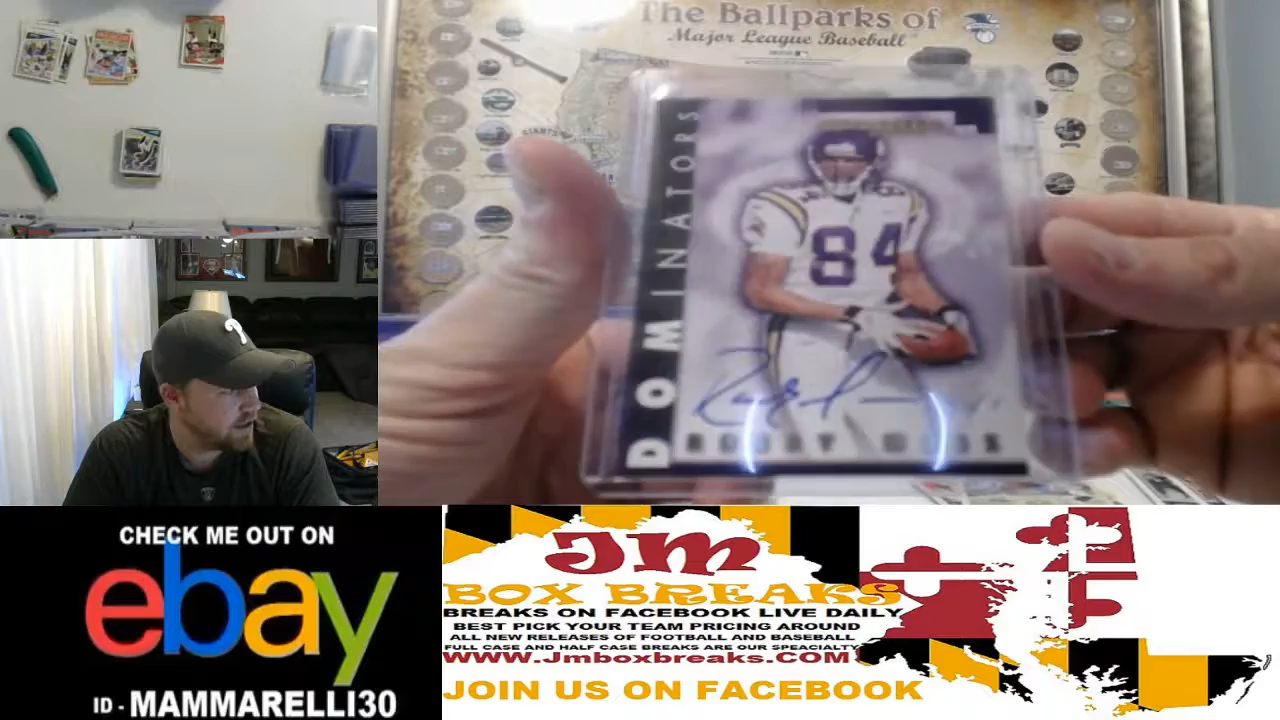 The Ballparks of
Major League Baseball
DOMINATORS
84
RANDY MOSS
CHECK ME OUT ON
ebay
ID - MAMMARELLI30
JM
BOX BREAKS
BREAKS ON FACEBOOK LIVE DAILY
BEST PICK YOUR TEAM PRICING AROUND
ALL NEW RELEASES OF FOOTBALL AND BASEBALL
FULL CASE AND HALF CASE BREAKS ARE OUR SPEACIALTY
WWW.Jmboxbreaks.COM
JOIN US ON FACEBOOK